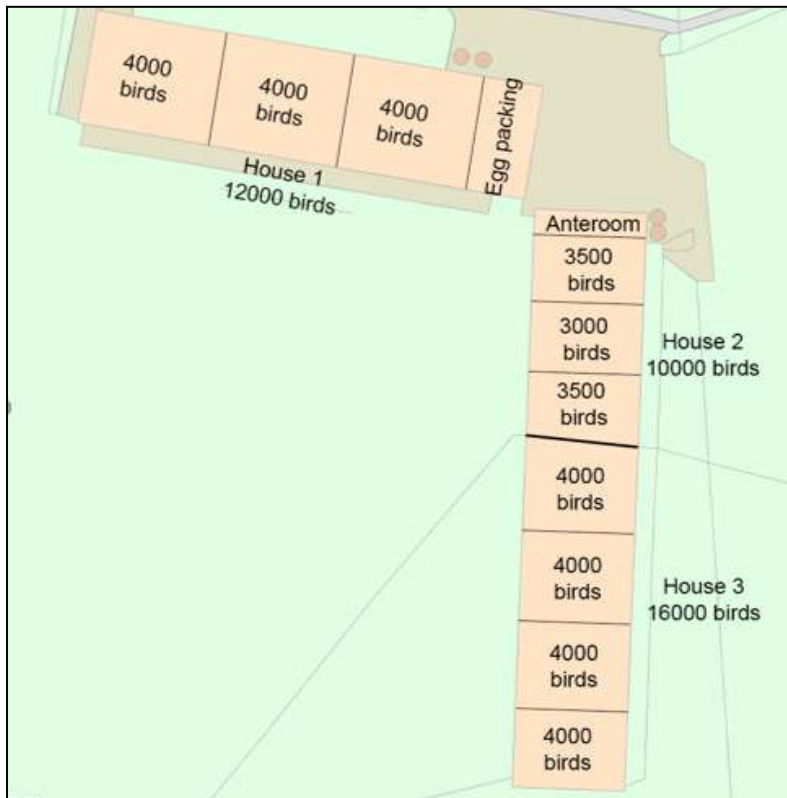 4000
birds
4000
birds
4000
birds
Egg packing
House 1
12000 birds
Anteroom
3500
birds
3000
birds
House 2
10000 birds
3500
birds
4000
birds
4000
birds
House 3
16000 birds
4000
birds
4000
birds